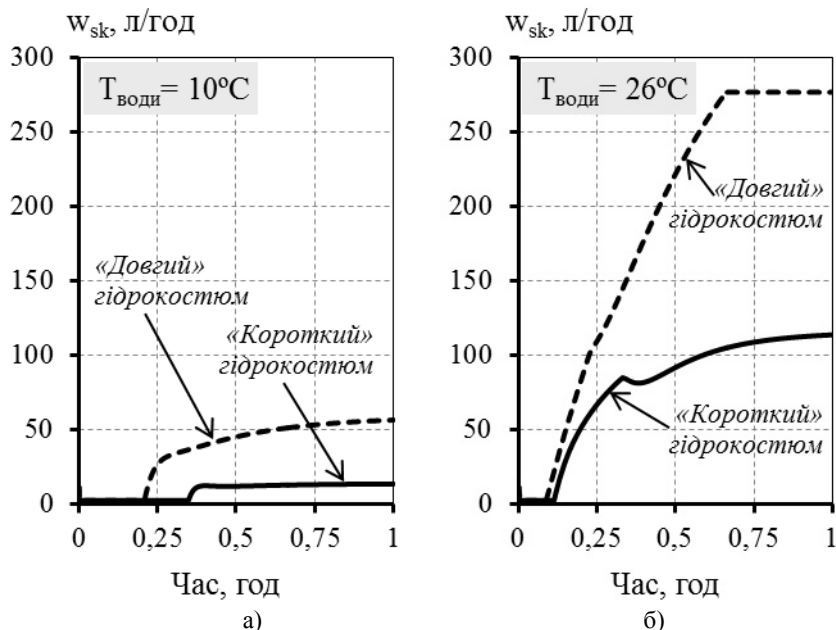 w_sk, л/год
300
250
200
150
100
50
0
T_води= 10ºC
«Довгий»
гідрокостюм
«Короткий»
гідрокостюм
0 0,25 0,5 0,75 1
Час, год
а)
w_sk, л/год
300
250
200
150
100
50
0
T_води= 26ºC
«Довгий»
гідрокостюм
«Короткий»
гідрокостюм
0 0,25 0,5 0,75 1
Час, год
б)